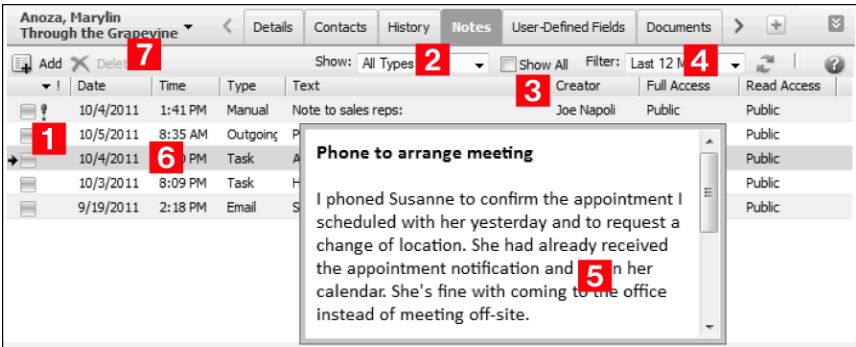 Anoza, Marylin
Through the Grapevine
Details Contacts History Notes User-Defined Fields Documents
7
Add Delet Show: All Types 2 Show All Filter: Last 12 M 4
! Date Time Type Text 3 Creator Full Access Read Access
10/4/2011 1:41 PM Manual Note to sales reps: Joe Napoli Public Public
1 10/5/2011 8:35 AM Outgoing P Public
10/4/2011 6 PM Task A Public
10/3/2011 8:09 PM Task H Public
9/19/2011 2:18 PM Email S Public
Phone to arrange meeting
I phoned Susanne to confirm the appointment I
scheduled with her yesterday and to request a
change of location. She had already received
the appointment notification and 5 her
calendar. She's fine with coming to the office
instead of meeting off-site.